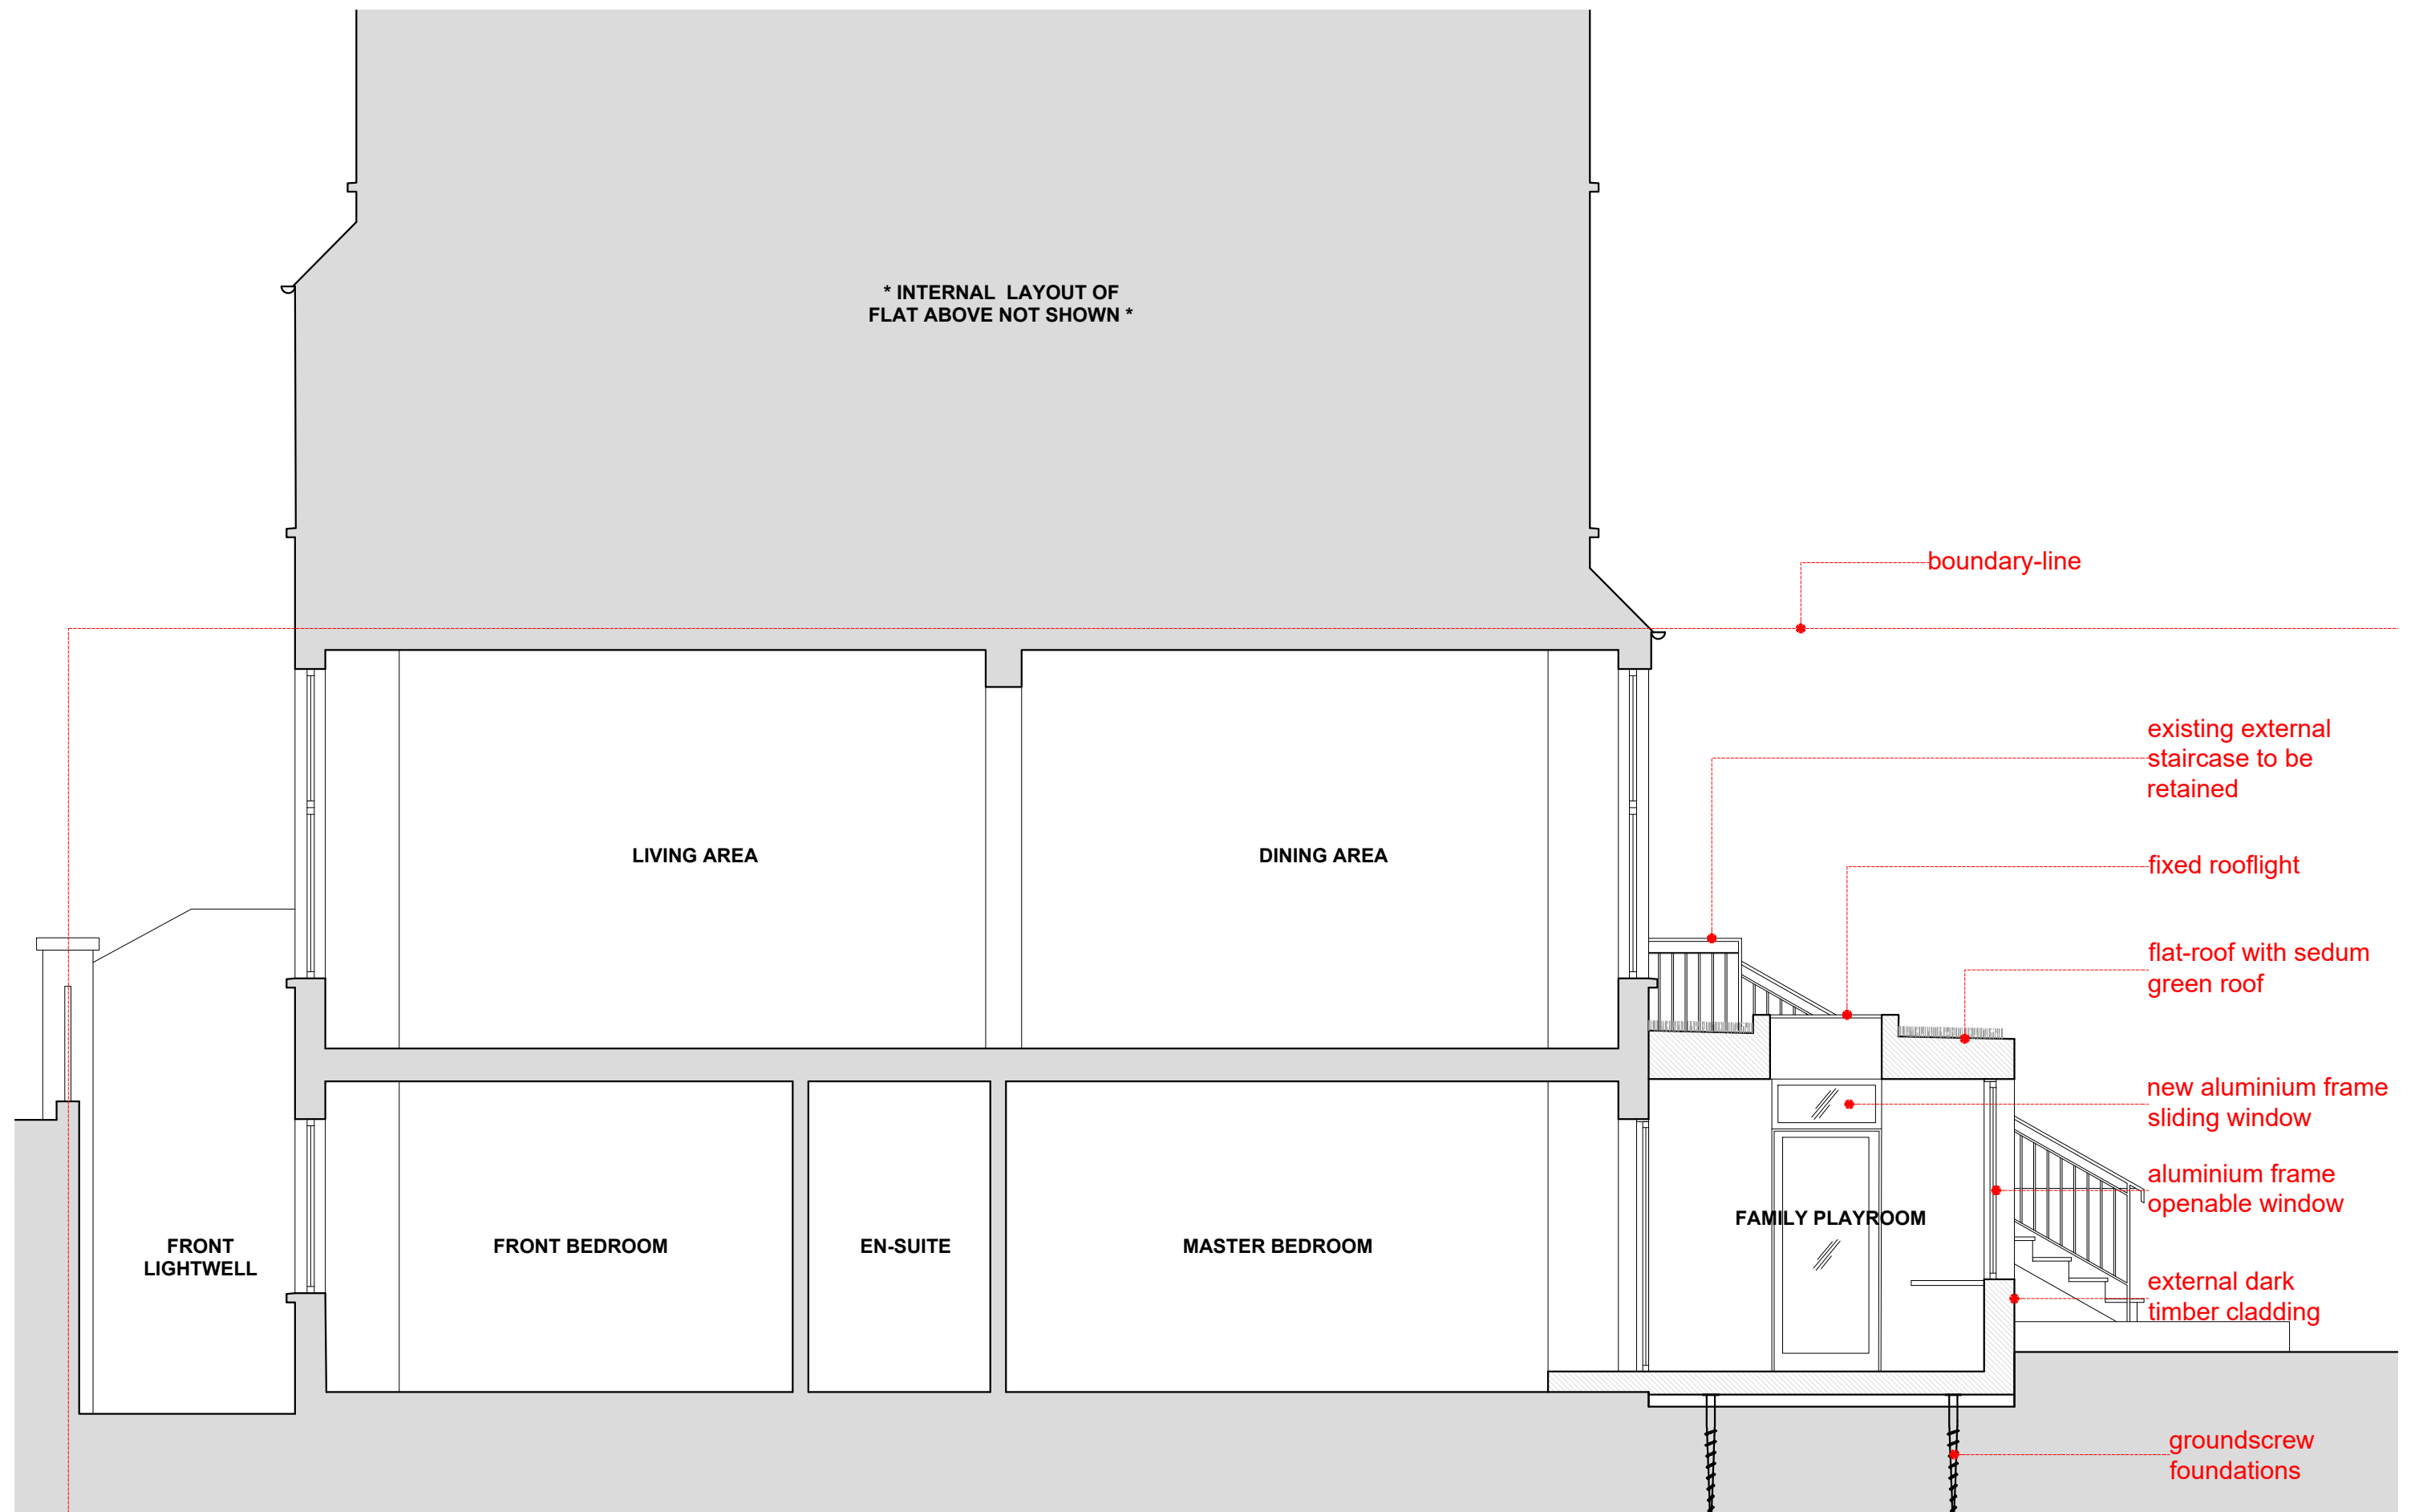 * INTERNAL LAYOUT OF
FLAT ABOVE NOT SHOWN *
boundary-line
existing external
staircase to be
retained
LIVING AREA
DINING AREA
fixed rooflight
flat-roof with sedum
green roof
new aluminium frame
sliding window
aluminium frame
openable window
FAMILY PLAYROOM
FRONT
LIGHTWELL
FRONT BEDROOM
EN-SUITE
MASTER BEDROOM
external dark
timber cladding
groundscrew
foundations